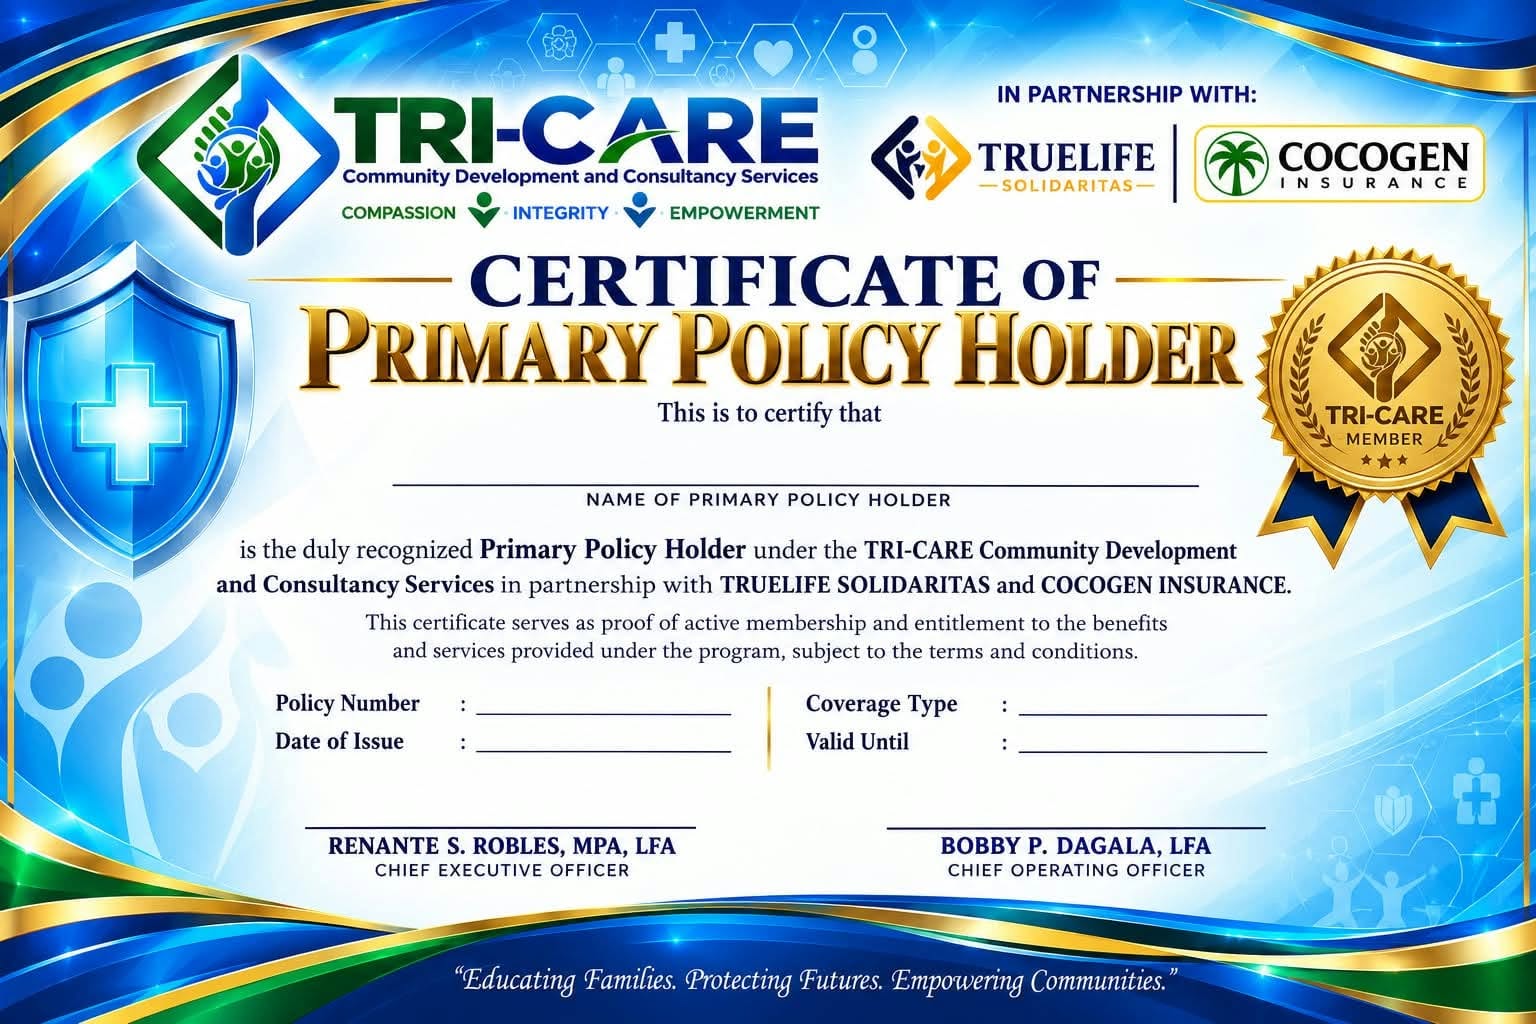 TRI-CARE
Community Development and Consultancy Services
COMPASSION INTEGRITY EMPOWERMENT
IN PARTNERSHIP WITH:
TRUELIFE
SOLIDARITAS
COCOGEN
INSURANCE
CERTIFICATE OF
PRIMARY POLICY HOLDER
This is to certify that
NAME OF PRIMARY POLICY HOLDER
TRI-CARE
MEMBER
is the duly recognized Primary Policy Holder under the TRI-CARE Community Development
and Consultancy Services in partnership with TRUELIFE SOLIDARITAS and COCOGEN INSURANCE.
This certificate serves as proof of active membership and entitlement to the benefits
and services provided under the program, subject to the terms and conditions.
Policy Number :
Date of Issue :
Coverage Type :
Valid Until :
RENANTE S. ROBLES, MPA, LFA
CHIEF EXECUTIVE OFFICER
BOBBY P. DAGALA, LFA
CHIEF OPERATING OFFICER
“Educating Families. Protecting Futures. Empowering Communities.”